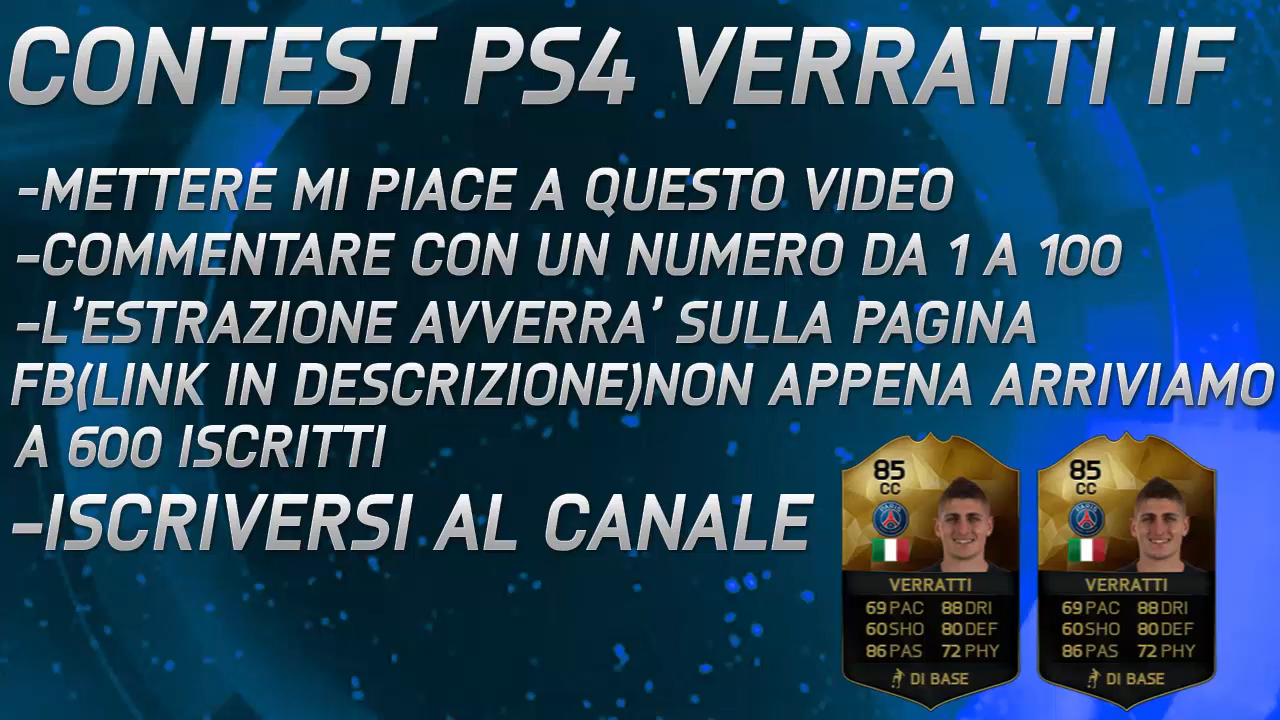 CONTEST PS4 VERRATTI IF
-METTERE MI PIACE A QUESTO VIDEO
-COMMENTARE CON UN NUMERO DA 1 A 100
-L'ESTRAZIONE AVVERRA' SULLA PAGINA
FB(LINK IN DESCRIZIONE)NON APPENA ARRIVIAMO
A 600 ISCRITTI
-ISCRIVERSI AL CANALE
85
CC
PARIS
VERRATTI
69 PAC 88 DRI
60 SHO 80 DEF
86 PAS 72 PHY
DI BASE
85
CC
PARIS
VERRATTI
69 PAC 88 DRI
60 SHO 80 DEF
86 PAS 72 PHY
DI BASE